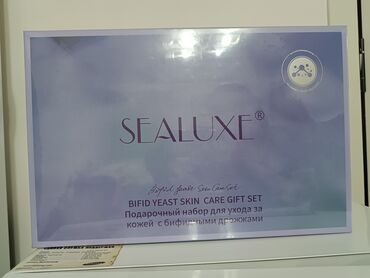 SEALUXE®
Bifid Yeast Skin Care Set
BIFID YEAST SKIN CARE GIFT SET
Подарочный набор для ухода за
кожей с бифидными дрожжами